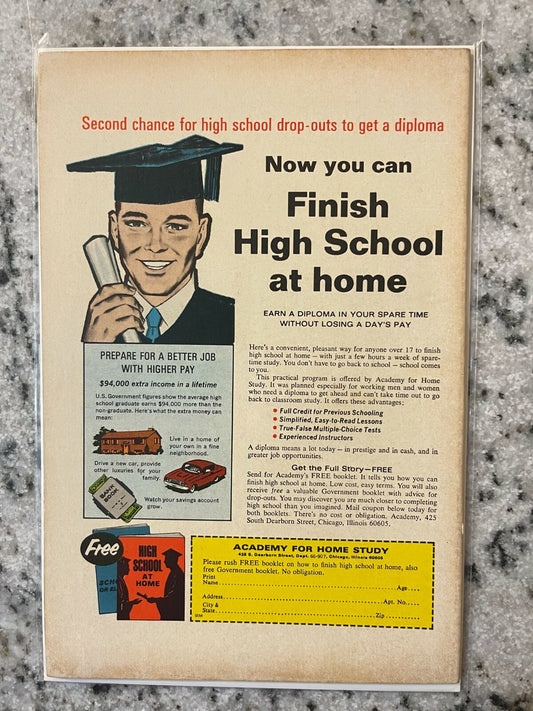 Second chance for high school drop-outs to get a diploma
Now you can
Finish
High School
at home
EARN A DIPLOMA IN YOUR SPARE TIME
WITHOUT LOSING A DAY'S PAY
PREPARE FOR A BETTER JOB
WITH HIGHER PAY
$94,000 extra income in a lifetime
U.S. Government figures show the average high
school graduate earns $94,000 more than the
non-graduate. Here's what the extra money can
mean:
Live in a home of
your own in a fine
neighborhood.
Drive a new car, provide
other luxuries for your
family.
BANK
BOOK
Watch your savings account
grow.
Here's a convenient, pleasant way for anyone over 17 to finish
high school at home — with just a few hours a week of spare-
time study. You don't have to go back to school — school comes
to you.
This practical program is offered by Academy for Home
Study. It was planned especially for working men and women
who need a diploma to get ahead and can't take time out to go
back to classroom study. It offers these advantages:
• Full Credit for Previous Schooling
• Simplified, Easy-to-Read Lessons
• True-False Multiple-Choice Tests
• Experienced Instructors
A diploma means a lot today — in prestige and in cash, and in
greater job opportunities.
Get the Full Story—FREE
Send for Academy's FREE booklet. It tells you how you can
finish high school at home. Low cost, easy terms. You will also
receive free a valuable Government booklet with advice for
drop-outs. You may discover you are much closer to completing
high school than you imagined. Mail coupon below today for
both booklets. There's no cost or obligation. Academy, 425
South Dearborn Street, Chicago, Illinois 60605.
Free
HIGH
SCHOOL
AT
HOME
ACADEMY FOR HOME STUDY
Dearborn Street, Dept. Chicago, Illinois 60605
Please rush FREE booklet on how to finish high school at home, also
free Government booklet. No obligation.
Print
Name Age
Address Apt. No.
City &
State Zip